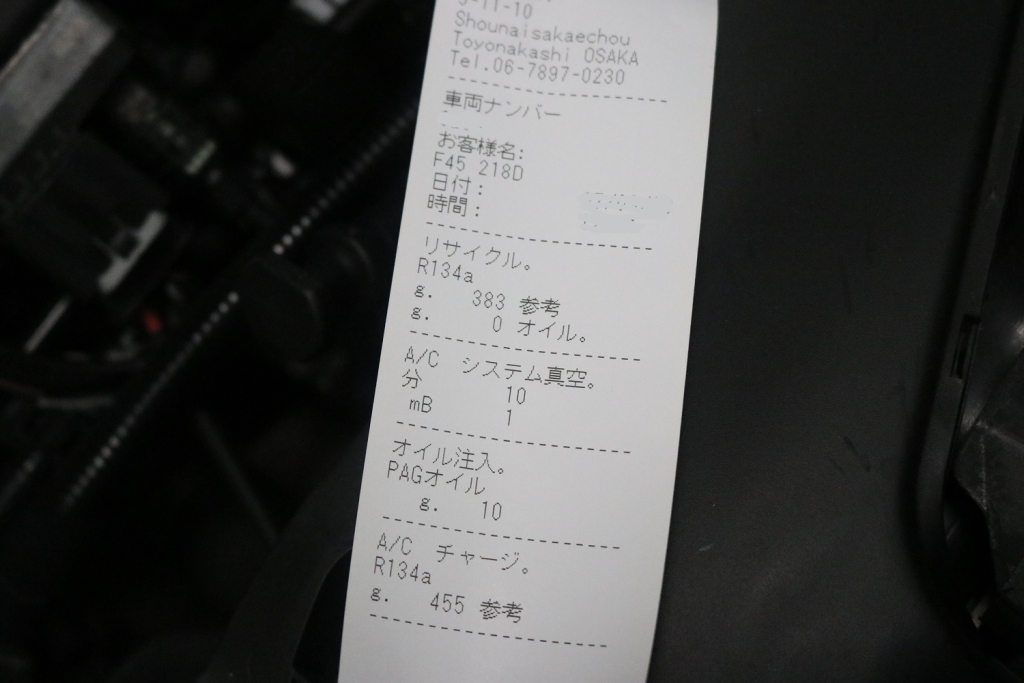 5-11-10
Shounaisakaechou
Toyonakashi OSAKA
Tel.06-7897-0230
車両ナンバー
お客様名:
F45 218D
日付:
時間:
リサイクル。
R134a
g. 383 参考
g. 0 オイル。
A/C システム真空。
分 10
mB 1
オイル注入。
PAGオイル
g. 10
A/C チャージ。
R134a
g. 455 参考